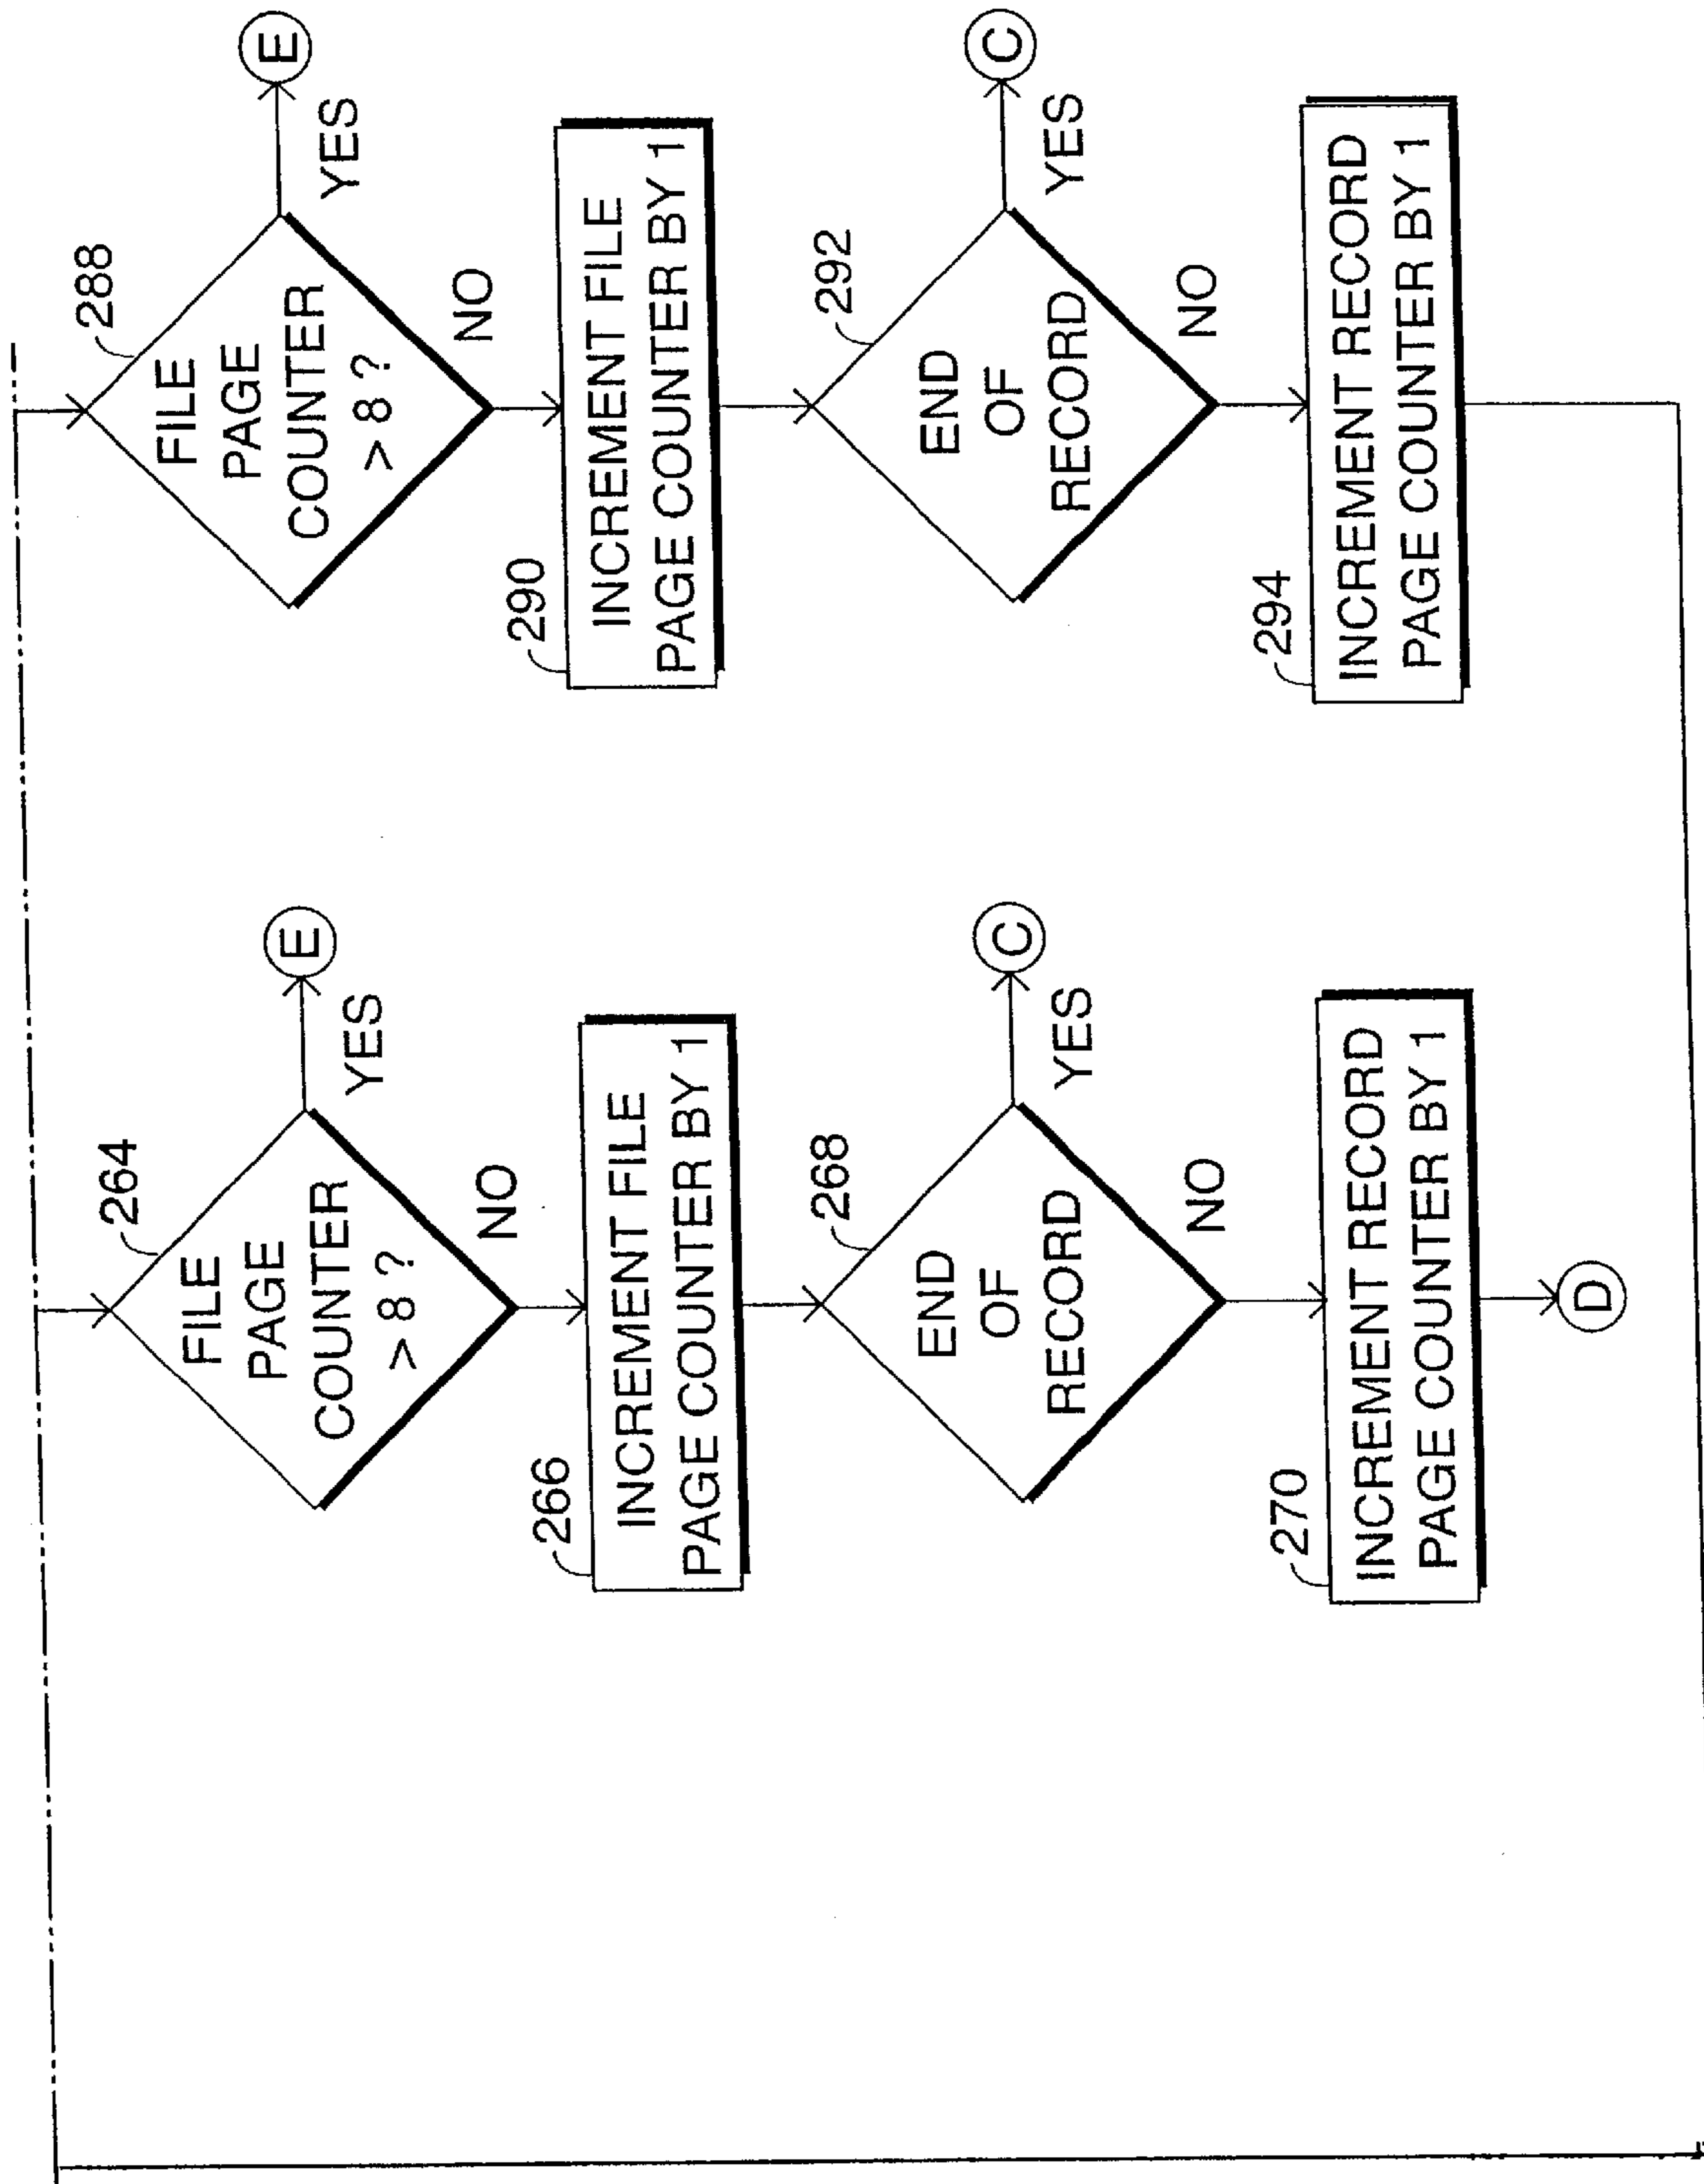 264
FILE
PAGE
COUNTER
> 8 ?
YES
E
NO
266
INCREMENT FILE
PAGE COUNTER BY 1
268
END
OF
RECORD
YES
C
NO
270
INCREMENT RECORD
PAGE COUNTER BY 1
D
288
FILE
PAGE
COUNTER
> 8 ?
YES
E
NO
290
INCREMENT FILE
PAGE COUNTER BY 1
292
END
OF
RECORD
YES
C
NO
294
INCREMENT RECORD
PAGE COUNTER BY 1